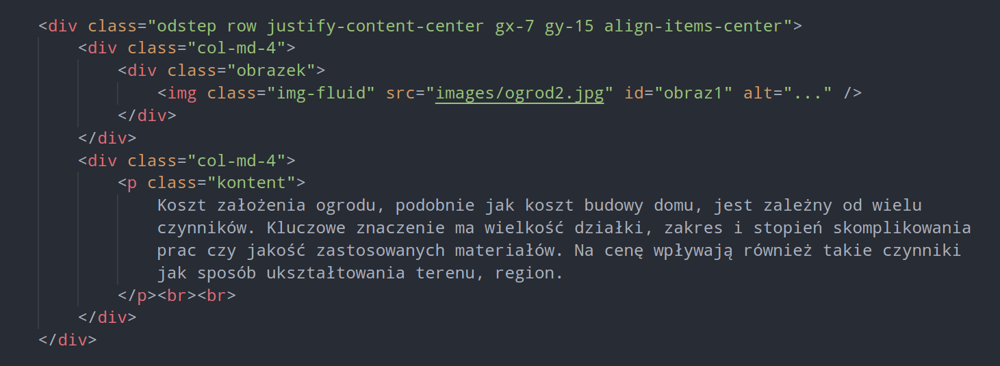 <div class="odstep row justify-content-center gx-7 gy-15 align-items-center">
    <div class="col-md-4">
        <div class="obrazek">
            <img class="img-fluid" src="images/ogrod2.jpg" id="obraz1" alt="..." />
        </div>
    </div>
    <div class="col-md-4">
        <p class="kontent">
            Koszt założenia ogrodu, podobnie jak koszt budowy domu, jest zależny od wielu
            czynników. Kluczowe znaczenie ma wielkość działki, zakres i stopień skomplikowania
            prac czy jakość zastosowanych materiałów. Na cenę wpływają również takie czynniki
            jak sposób ukształtowania terenu, region.
        </p><br><br>
    </div>
</div>